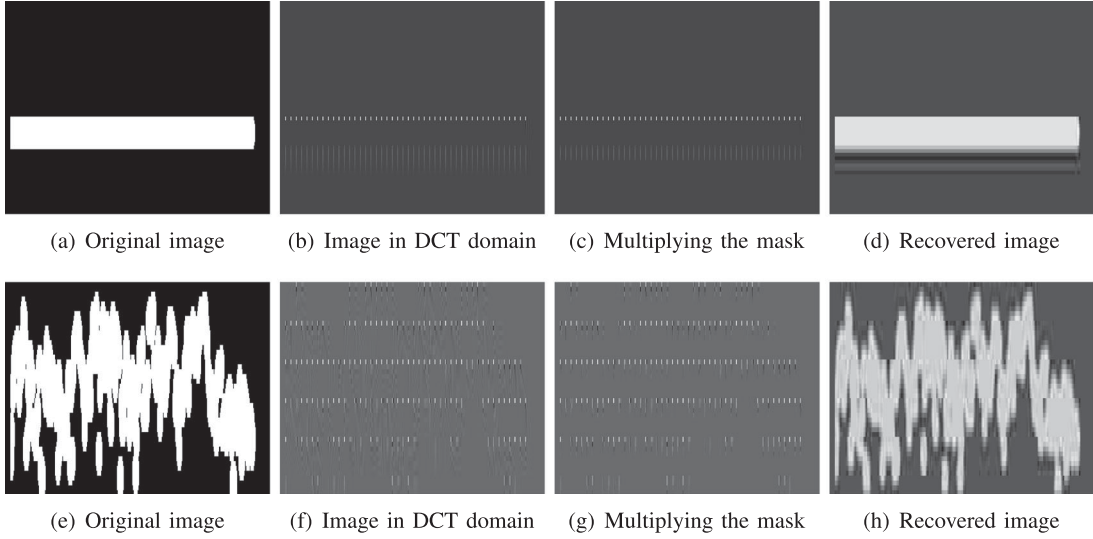 (a) Original image (b) Image in DCT domain (c) Multiplying the mask (d) Recovered image
(e) Original image (f) Image in DCT domain (g) Multiplying the mask (h) Recovered image